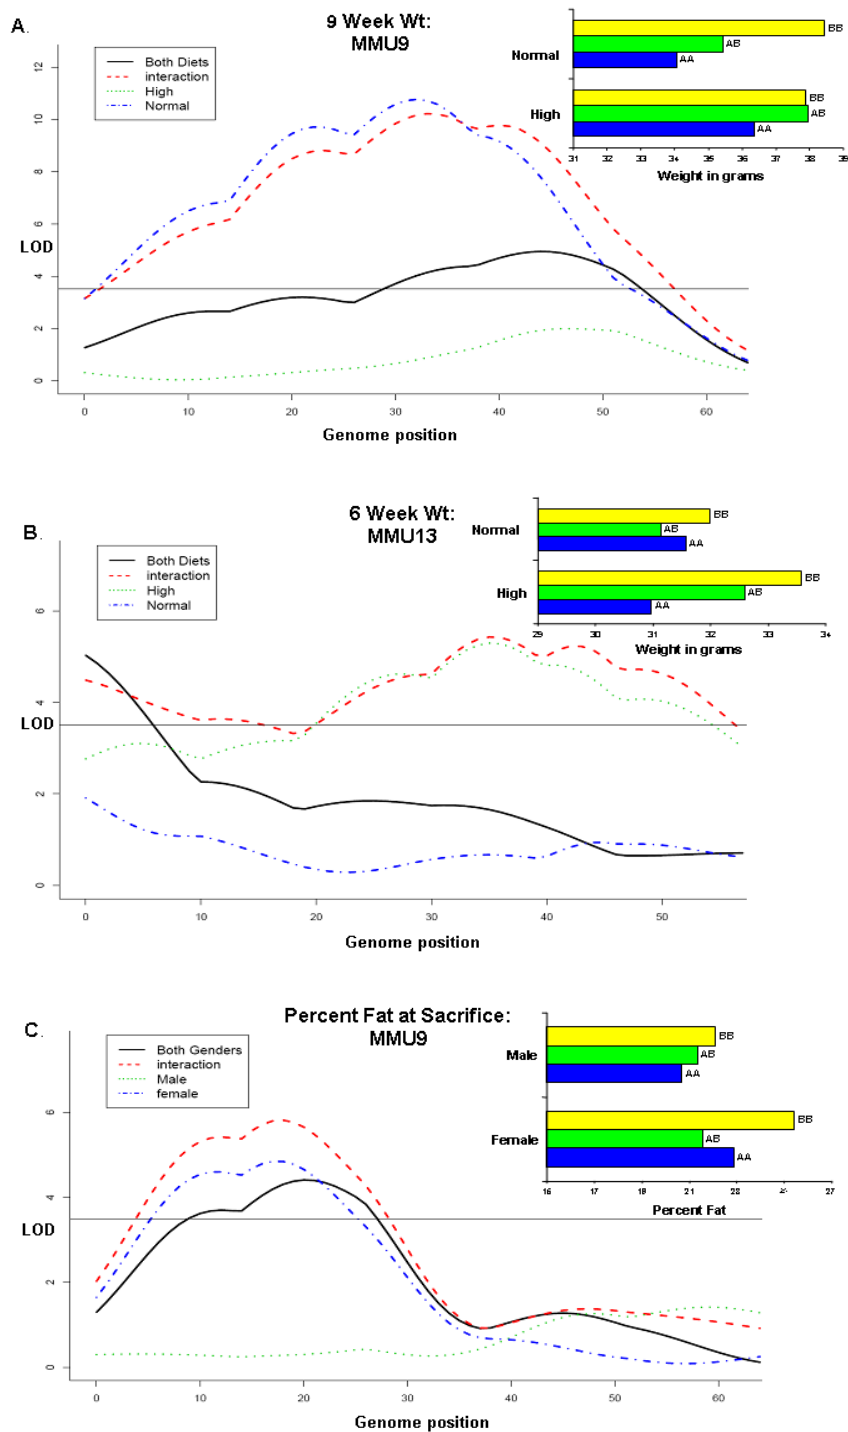 A.
9 Week Wt:
MMU9
Both Diets
interaction
High
Normal
Normal
BB
AB
AA
High
BB
AB
AA
31 32 33 34 35 36 37 38 39
Weight in grams
12
10
8
6
4
2
0
LOD
0 10 20 30 40 50 60
Genome position
B.
6 Week Wt:
MMU13
Both Diets
interaction
High
Normal
Normal
BB
AB
AA
High
BB
AB
AA
29 30 31 32 33 34
Weight in grams
6
4
2
0
LOD
0 10 20 30 40 50
Genome position
C.
Percent Fat at Sacrifice:
MMU9
Both Genders
interaction
Male
female
Male
BB
AB
AA
Female
BB
AB
AA
16 17 18 21 22 27
Percent Fat
6
4
2
0
LOD
0 10 20 30 40 50 60
Genome position